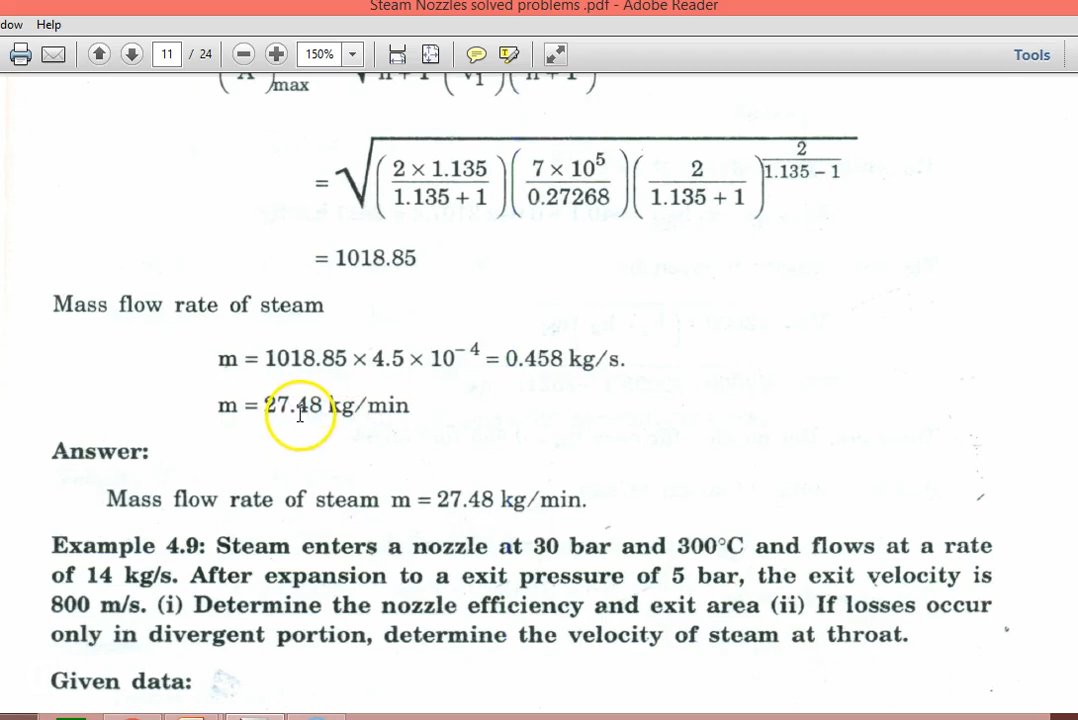 Steam Nozzles solved problems .pdf - Adobe Reader
dow Help
11 / 24 150% Tools
( A )max √ n + 1 ( v1 ) ( n + 1 )
= √ ( 2 × 1.135 / 1.135 + 1 ) ( 7 × 10^5 / 0.27268 ) ( 2 / 1.135 + 1 )^(2 / 1.135 – 1)
= 1018.85
Mass flow rate of steam
m = 1018.85 × 4.5 × 10^– 4 = 0.458 kg/s.
m = 27.48 kg/min
Answer:
Mass flow rate of steam m = 27.48 kg/min.
Example 4.9: Steam enters a nozzle at 30 bar and 300°C and flows at a rate
of 14 kg/s. After expansion to a exit pressure of 5 bar, the exit velocity is
800 m/s. (i) Determine the nozzle efficiency and exit area (ii) If losses occur
only in divergent portion, determine the velocity of steam at throat.
Given data: